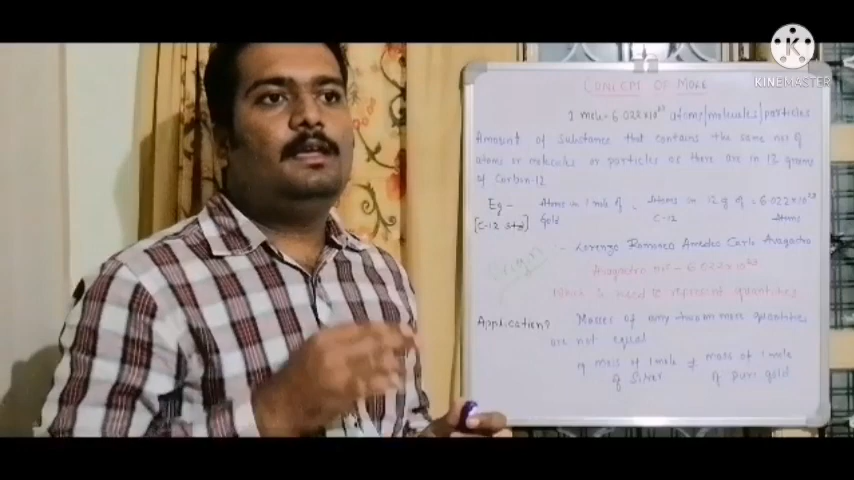 K
KINEMASTER
CONCEPT OF MOLE
1 mole = 6.022×10²³ atoms/molecules/particles
Amount of substance that contains the same no: of
atoms or molecules or particles as there are in 12 grams
of Carbon-12
Eg - Atoms in 1 mole of = Atoms in 12 g of = 6.022×10²³
[C-12 std] Gold C-12 Atoms
- Lorenzo Romano Amedeo Carlo Avogadro
Avogadro no: - 6.022×10²³
Which is used to represent quantities
Application? Masses of any two mole quantities
are not equal
mass of 1 mole ≠ mass of 1 mole
of Silver of pure gold